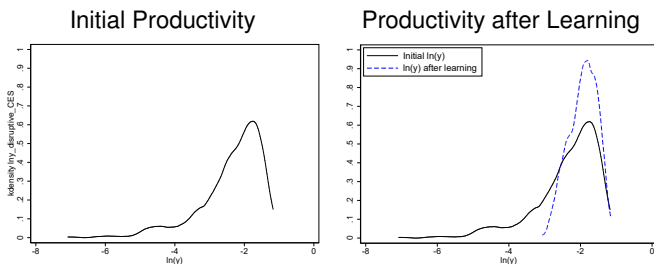 Initial Productivity
kdensity lny_disruptive_CES
1
.9
.8
.7
.6
.5
.4
.3
.2
.1
0
-8 -6 -4 -2 0
ln(y)
Productivity after Learning
Initial ln(y)
ln(y) after learning
1
.9
.8
.7
.6
.5
.4
.3
.2
.1
0
-8 -6 -4 -2 0
ln(y)